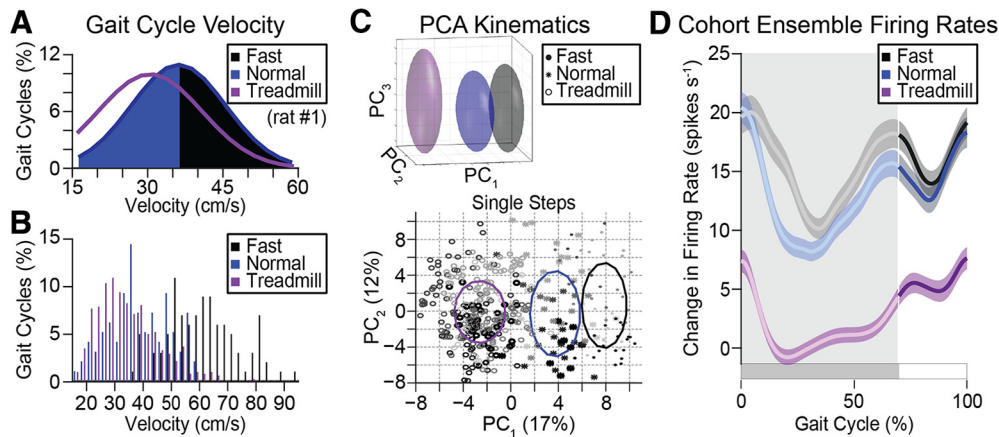 A Gait Cycle Velocity
Gait Cycles (%)
12
9
6
3
0
Fast
Normal
Treadmill
(rat #1)
15 30 45 60
Velocity (cm/s)
B
Gait Cycles (%)
15
10
5
0
Fast
Normal
Treadmill
20 30 40 50 60 70 80 90
Velocity (cm/s)
C PCA Kinematics
PC3
PC2
PC1
Fast
Normal
Treadmill
Single Steps
PC2 (12%)
8
4
0
−4
−8
−8 −4 0 4 8
PC1 (17%)
D Cohort Ensemble Firing Rates
Change in Firing Rate (spikes s-1)
25
20
15
10
5
0
Fast
Normal
Treadmill
0 50 100
Gait Cycle (%)